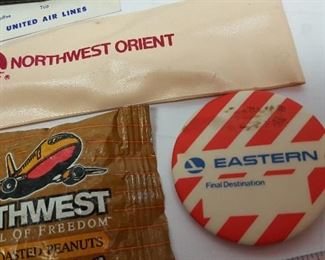 UNITED AIR LINES
NORTHWEST ORIENT
EASTERN
Final Destination
THWEST
L OF FREEDOM
OASTED PEANUTS